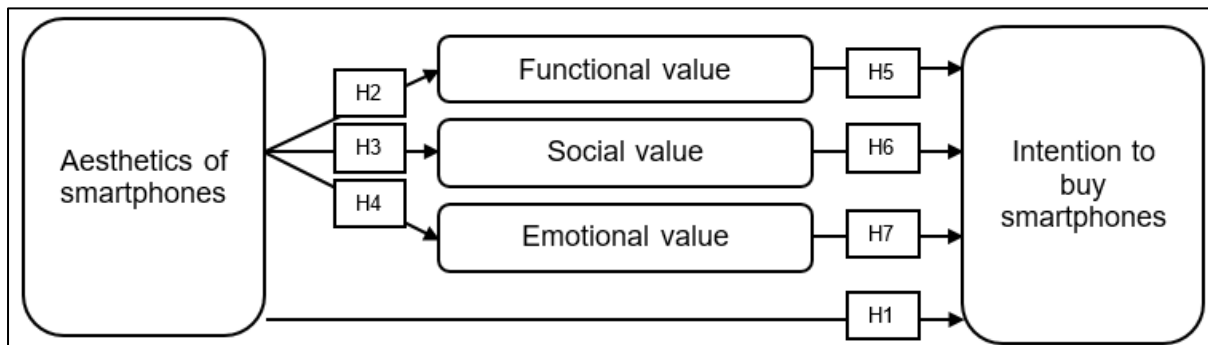 Aesthetics of
smartphones
H2
H3
H4
Functional value
Social value
Emotional value
H5
H6
H7
H1
Intention to
buy
smartphones